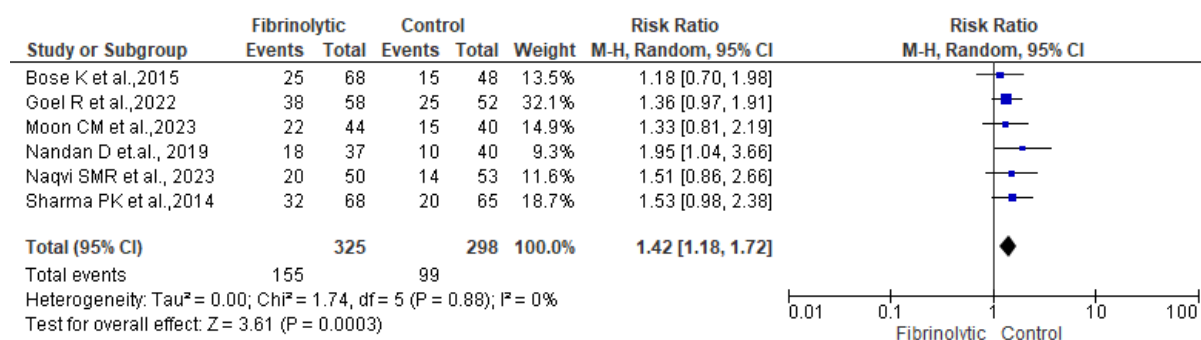 Fibrinolytic Control Risk Ratio Risk Ratio
Study or Subgroup Events Total Events Total Weight M-H, Random, 95% CI M-H, Random, 95% CI
Bose K et al.,2015 25 68 15 48 13.5% 1.18 [0.70, 1.98]
Goel R et al.,2022 38 58 25 52 32.1% 1.36 [0.97, 1.91]
Moon CM et al.,2023 22 44 15 40 14.9% 1.33 [0.81, 2.19]
Nandan D et.al., 2019 18 37 10 40 9.3% 1.95 [1.04, 3.66]
Naqvi SMR et al., 2023 20 50 14 53 11.6% 1.51 [0.86, 2.66]
Sharma PK et al.,2014 32 68 20 65 18.7% 1.53 [0.98, 2.38]
Total (95% CI) 325 298 100.0% 1.42 [1.18, 1.72]
Total events 155 99
Heterogeneity: Tau² = 0.00; Chi² = 1.74, df = 5 (P = 0.88); I² = 0%
Test for overall effect: Z = 3.61 (P = 0.0003)
0.01 0.1 1 10 100
Fibrinolytic Control